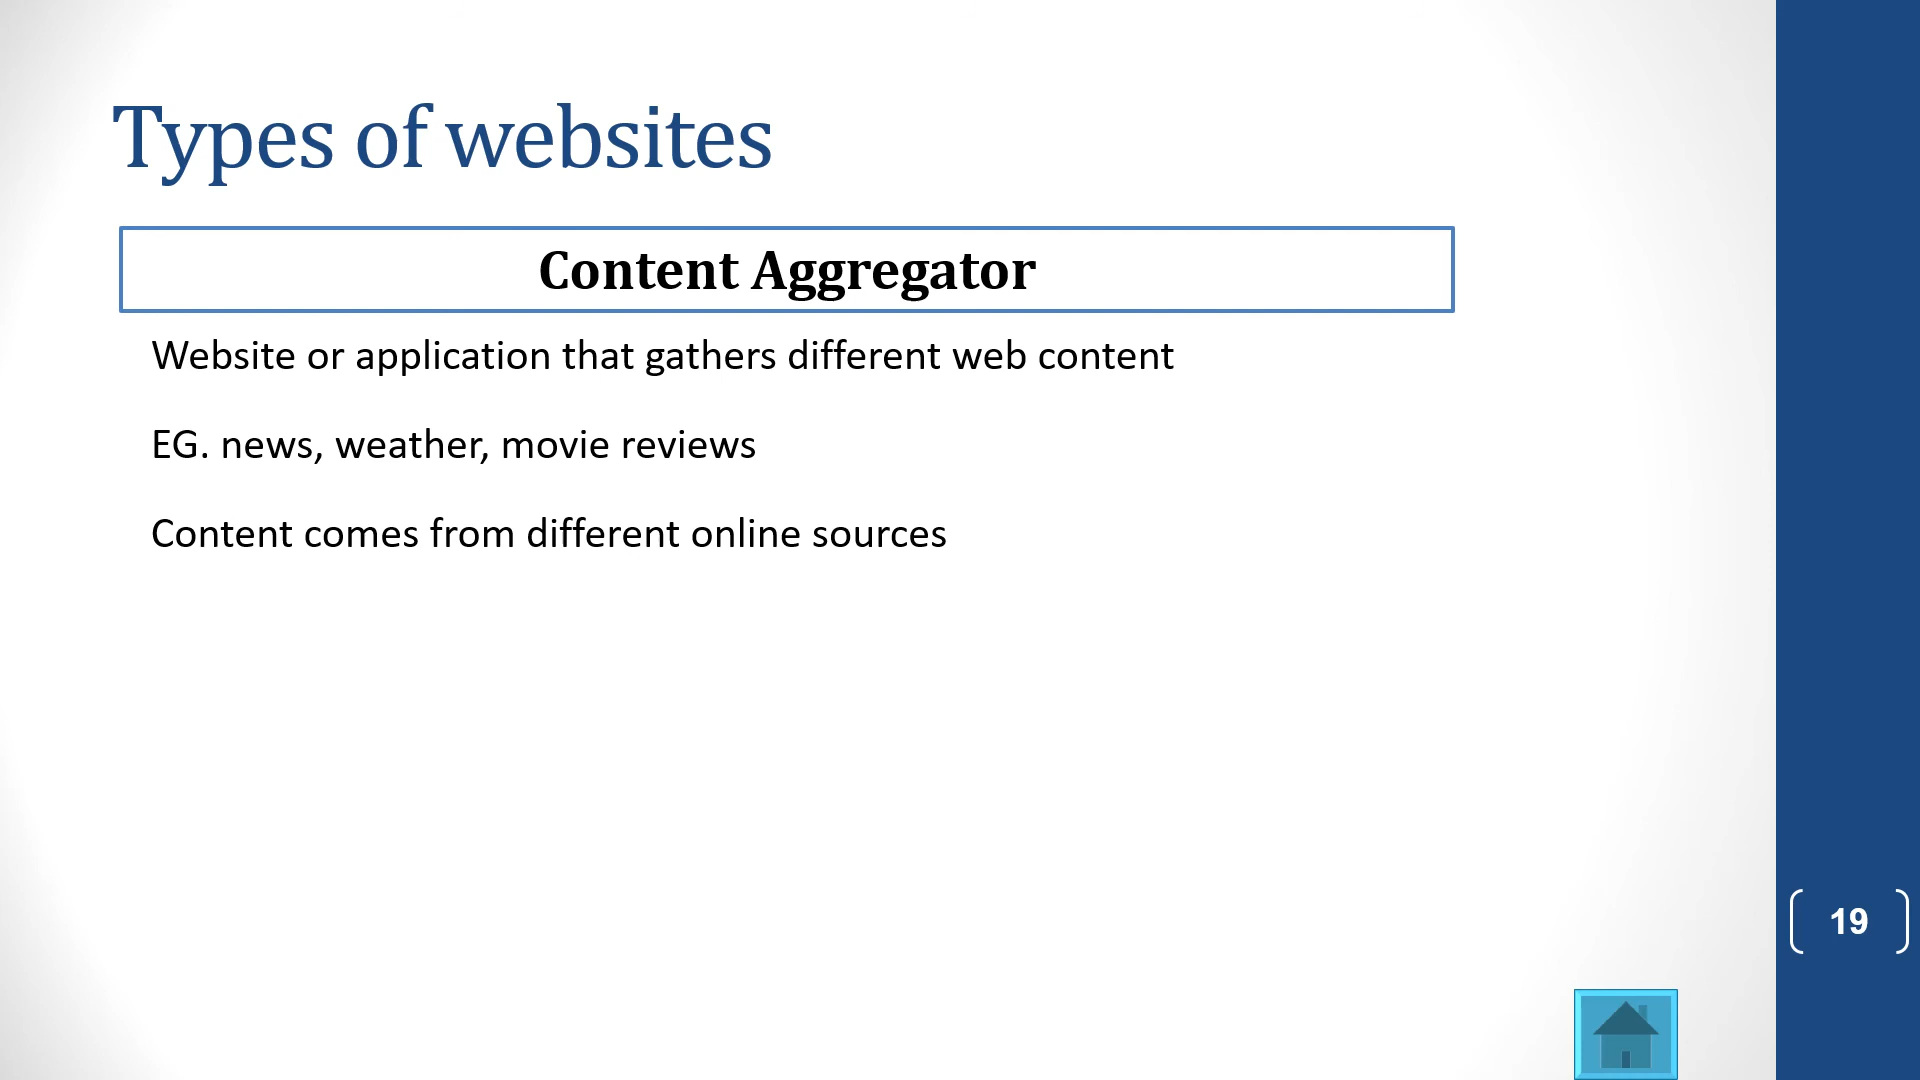 Types of websites
Content Aggregator
Website or application that gathers different web content
EG. news, weather, movie reviews
Content comes from different online sources
19